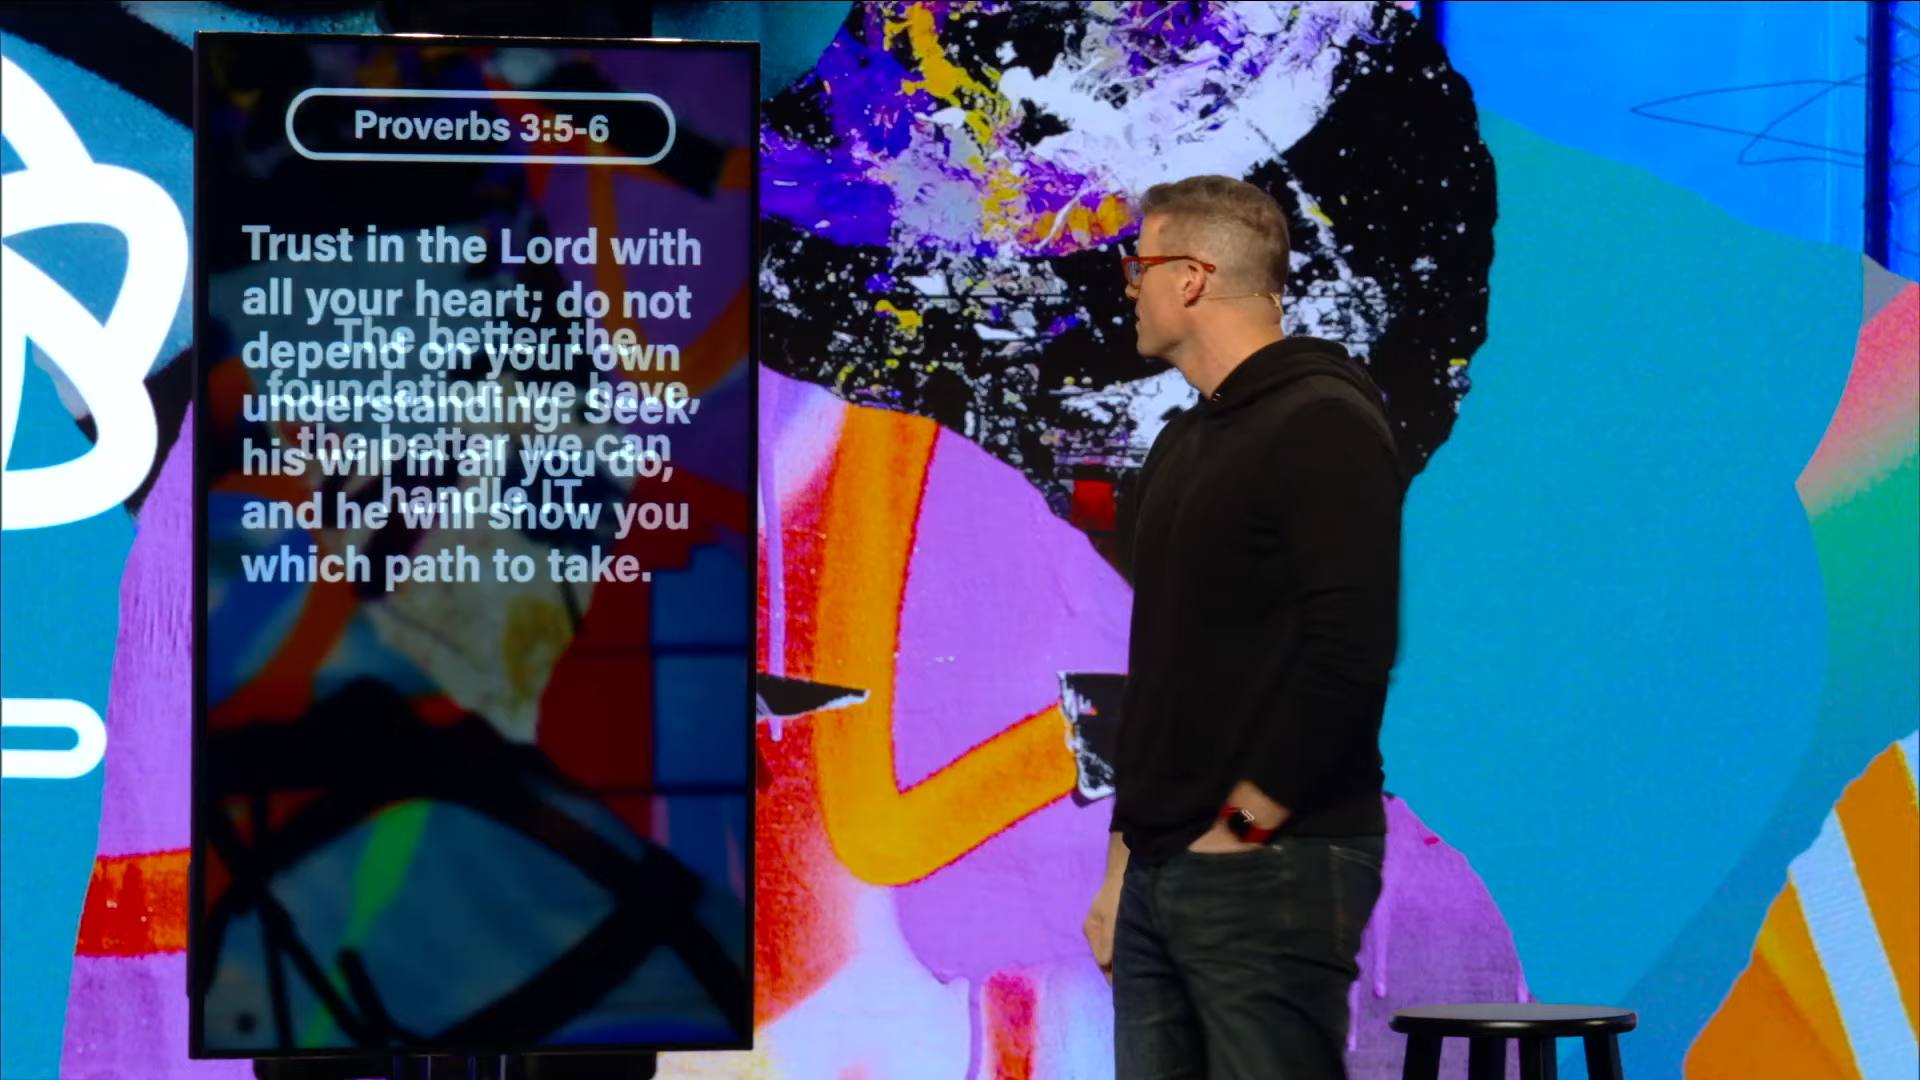 Proverbs 3:5-6
Trust in the Lord with
all your heart; do not
depend on your own
understanding. Seek
his will in all you do,
and he will show you
which path to take.
The better the
foundation we have,
the better we can
handle IT.